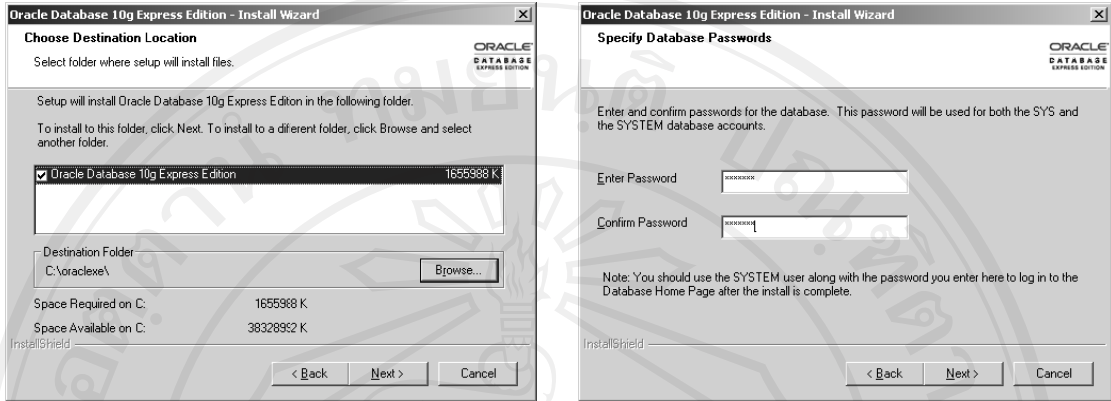 Oracle Database 10g Express Edition - Install Wizard
Choose Destination Location
Select folder where setup will install files.
ORACLE
DATABASE
EXPRESS EDITION
Setup will install Oracle Database 10g Express Editon in the following folder.
To install to this folder, click Next. To install to a diferent folder, click Browse and select
another folder.
Oracle Database 10g Express Edition 1655988 K
Destination Folder
C:\oraclexe\
Browse...
Space Required on C: 1655988 K
Space Available on C: 38328992 K
InstallShield
< Back Next > Cancel
Oracle Database 10g Express Edition - Install Wizard
Specify Database Passwords
ORACLE
DATABASE
EXPRESS EDITION
Enter and confirm passwords for the database. This password will be used for both the SYS and
the SYSTEM database accounts.
Enter Password *******
Confirm Password *******
Note: You should use the SYSTEM user along with the password you enter here to log in to the
Database Home Page after the install is complete.
InstallShield
< Back Next > Cancel